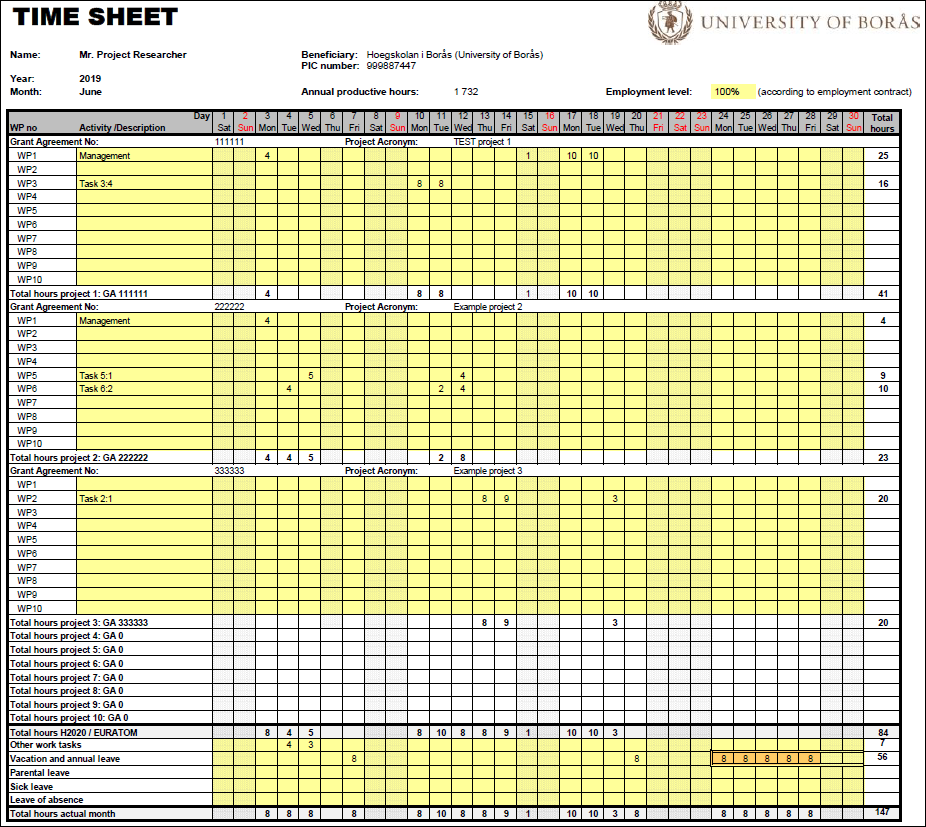 TIME SHEET
UNIVERSITY OF BORÅS
Name: Mr. Project Researcher Beneficiary: Hoegskolan i Borås (University of Borås)
PIC number: 999887447
Year: 2019
Month: June Annual productive hours: 1 732 Employment level: 100% (according to employment contract)
Day 1 2 3 4 5 6 7 8 9 10 11 12 13 14 15 16 17 18 19 20 21 22 23 24 25 26 27 28 29 30 Total
WP no Activity /Description Sat Sun Mon Tue Wed Thu Fri Sat Sun Mon Tue Wed Thu Fri Sat Sun Mon Tue Wed Thu Fri Sat Sun Mon Tue Wed Thu Fri Sat Sun hours
Grant Agreement No: 111111 Project Acronym: TEST project 1
WP1 Management 4 1 10 10 25
WP2
WP3 Task 3:4 8 8 16
WP4
WP5
WP6
WP7
WP8
WP9
WP10
Total hours project 1: GA 111111 4 8 8 1 10 10 41
Grant Agreement No: 222222 Project Acronym: Example project 2
WP1 Management 4 4
WP2
WP3
WP4
WP5 Task 5:1 5 4 9
WP6 Task 6:2 4 2 4 10
WP7
WP8
WP9
WP10
Total hours project 2: GA 222222 4 4 5 2 8 23
Grant Agreement No: 333333 Project Acronym: Example project 3
WP1
WP2 Task 2:1 8 9 3 20
WP3
WP4
WP5
WP6
WP7
WP8
WP9
WP10
Total hours project 3: GA 333333 8 9 3 20
Total hours project 4: GA 0
Total hours project 5: GA 0
Total hours project 6: GA 0
Total hours project 7: GA 0
Total hours project 8: GA 0
Total hours project 9: GA 0
Total hours project 10: GA 0
Total hours H2020 / EURATOM 8 4 5 8 10 8 8 9 1 10 10 3 84
Other work tasks 4 3 7
Vacation and annual leave 8 8 8 8 8 8 8 56
Parental leave
Sick leave
Leave of absence
Total hours actual month 8 8 8 8 8 10 8 8 9 1 10 10 3 8 8 8 8 8 8 147